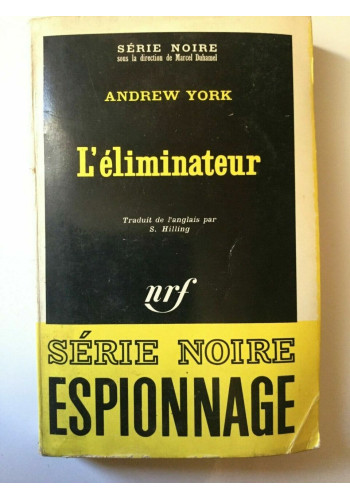 SÉRIE NOIRE
sous la direction de Marcel Duhamel
ANDREW YORK
L'éliminateur
Traduit de l'anglais par
S. Hilling
nrf
SÉRIE NOIRE
ESPIONNAGE